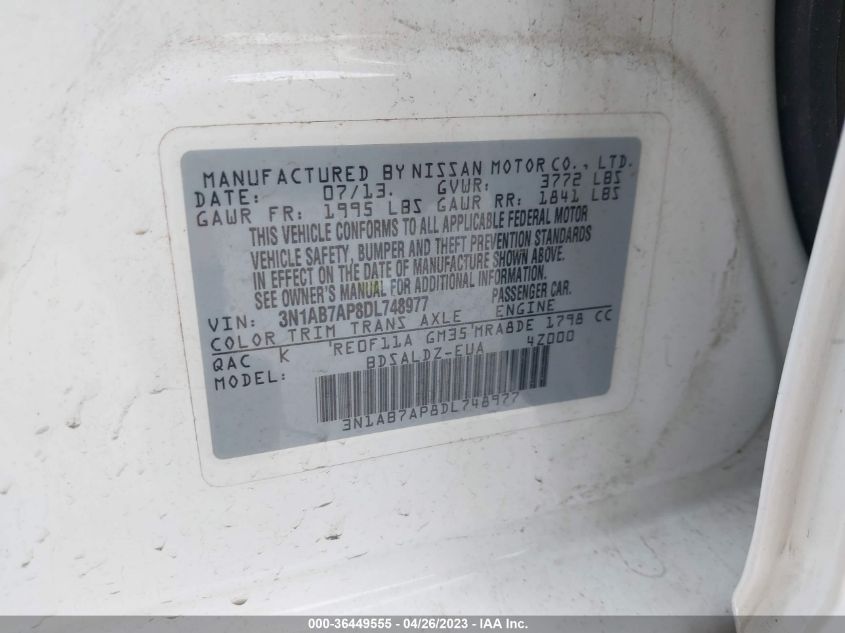 MANUFACTURED BY NISSAN MOTOR CO., LTD.
DATE: 07/13. GVWR: 3772 LBS
GAWR FR: 1995 LBS GAWR RR: 1841 LBS
THIS VEHICLE CONFORMS TO ALL APPLICABLE FEDERAL MOTOR
VEHICLE SAFETY, BUMPER AND THEFT PREVENTION STANDARDS
IN EFFECT ON THE DATE OF MANUFACTURE SHOWN ABOVE.
SEE OWNER'S MANUAL FOR ADDITIONAL INFORMATION.
VIN: 3N1AB7AP8DL748977 PASSENGER CAR.
COLOR TRIM TRANS AXLE ENGINE
QAC K RE0F11A GM35 MRA8DE 1798 CC
MODEL: BDSALDZ-EUA 4Z000
3N1AB7AP8DL748977
000-36449555 - 04/26/2023 - IAA Inc.